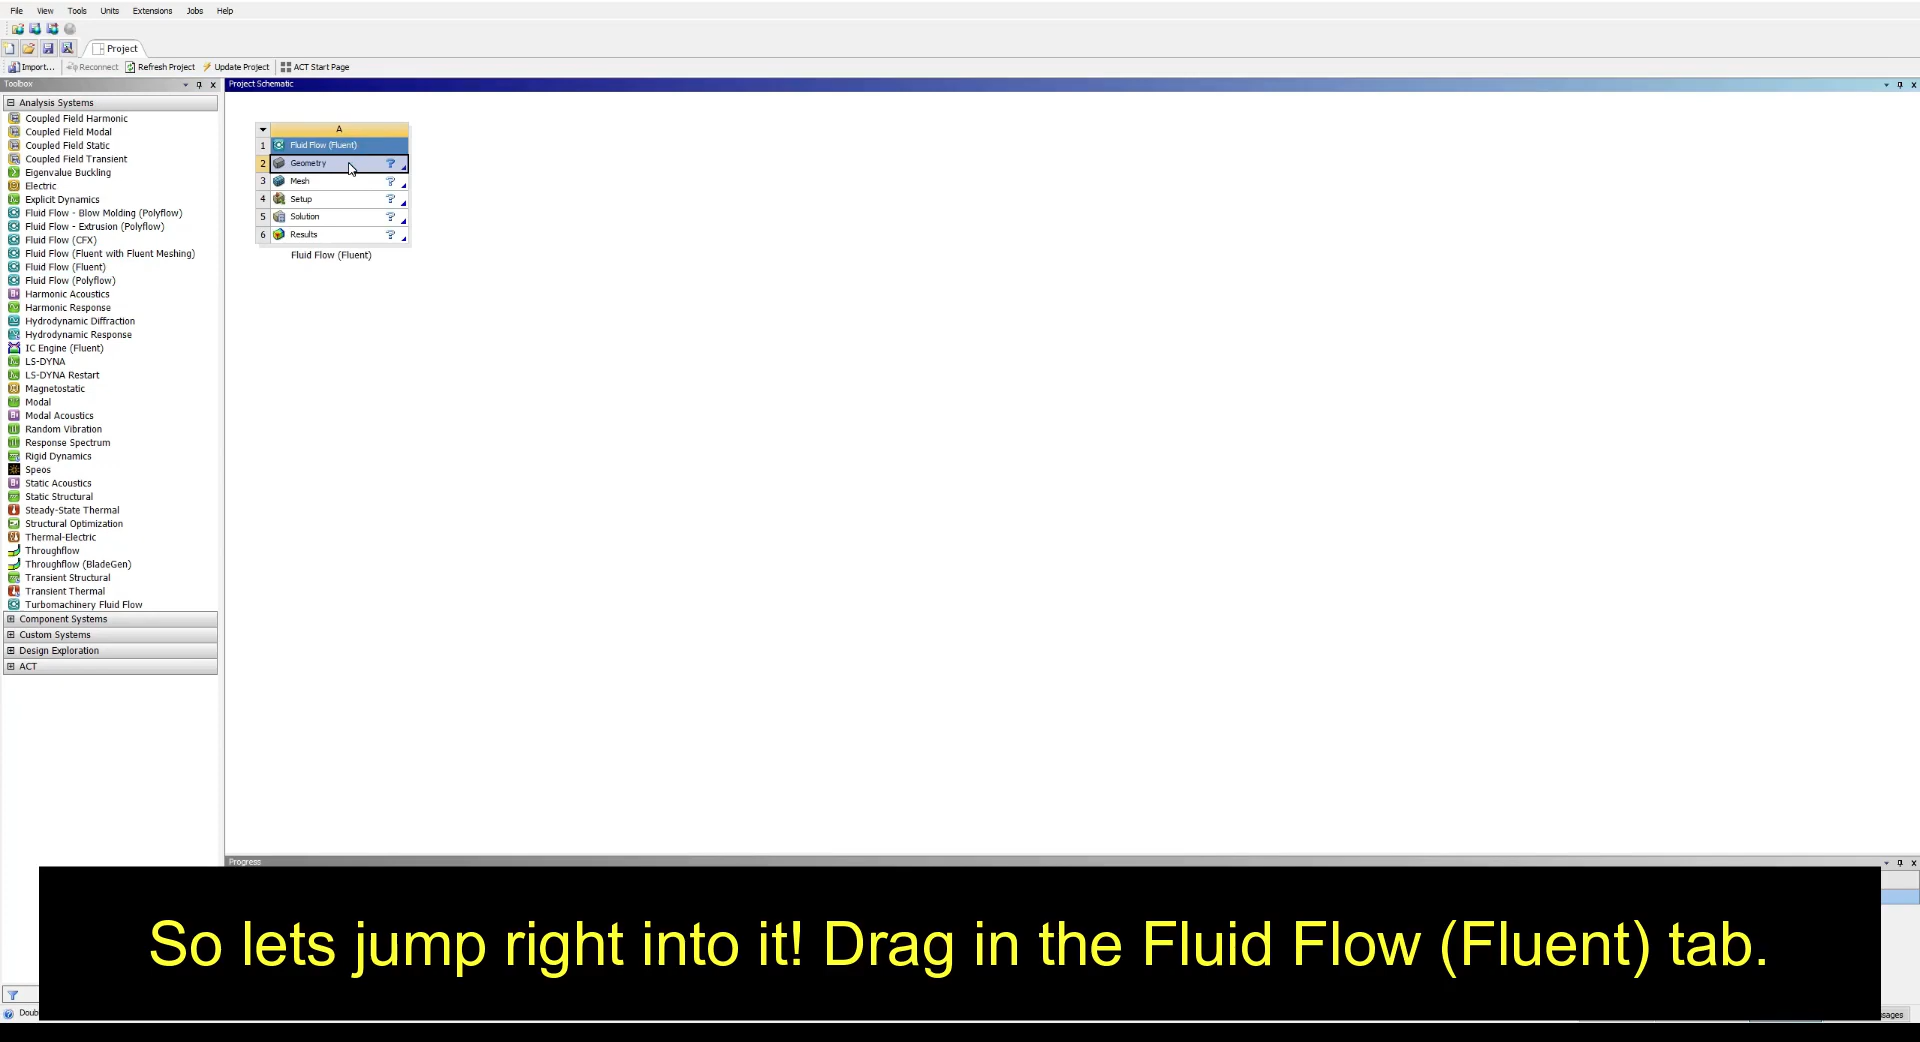 File View Tools Units Extensions Jobs Help
Project
Import... Reconnect Refresh Project Update Project ACT Start Page
Toolbox
Project Schematic
Analysis Systems
Coupled Field Harmonic
Coupled Field Modal
Coupled Field Static
Coupled Field Transient
Eigenvalue Buckling
Electric
Explicit Dynamics
Fluid Flow - Blow Molding (Polyflow)
Fluid Flow - Extrusion (Polyflow)
Fluid Flow (CFX)
Fluid Flow (Fluent with Fluent Meshing)
Fluid Flow (Fluent)
Fluid Flow (Polyflow)
Harmonic Acoustics
Harmonic Response
Hydrodynamic Diffraction
Hydrodynamic Response
IC Engine (Fluent)
LS-DYNA
LS-DYNA Restart
Magnetostatic
Modal
Modal Acoustics
Random Vibration
Response Spectrum
Rigid Dynamics
Speos
Static Acoustics
Static Structural
Steady-State Thermal
Structural Optimization
Thermal-Electric
Throughflow
Throughflow (BladeGen)
Transient Structural
Transient Thermal
Turbomachinery Fluid Flow
Component Systems
Custom Systems
Design Exploration
ACT
A
1 Fluid Flow (Fluent)
2 Geometry ?
3 Mesh ?
4 Setup ?
5 Solution ?
6 Results ?
Fluid Flow (Fluent)
Progress
So lets jump right into it! Drag in the Fluid Flow (Fluent) tab.
Doub
ssages